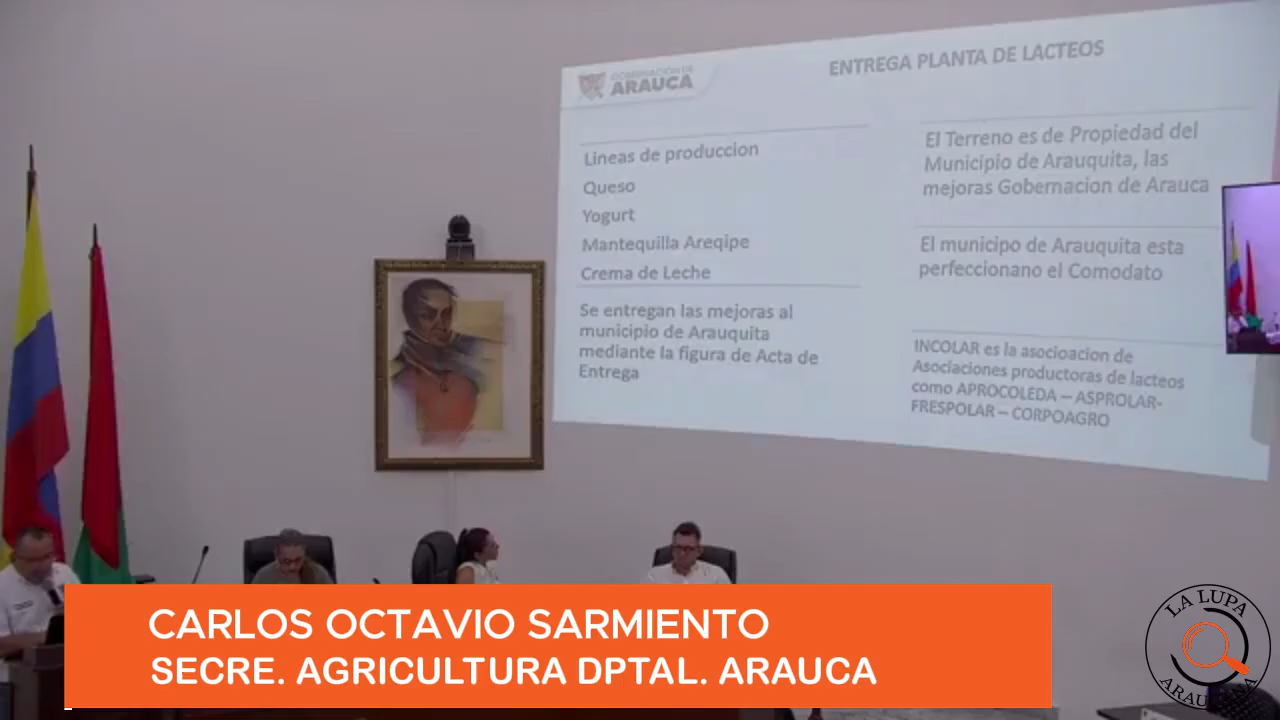 GOBERNACIÓN DE
ARAUCA
ENTREGA PLANTA DE LACTEOS
Lineas de produccion
Queso
Yogurt
Mantequilla Areqipe
Crema de Leche
Se entregan las mejoras al
municipio de Arauquita
mediante la figura de Acta de
Entrega
El Terreno es de Propiedad del
Municipio de Arauquita, las
mejoras Gobernacion de Arauca
El municipo de Arauquita esta
perfeccionano el Comodato
INCOLAR es la asocioacion de
Asociaciones productoras de lacteos
como APROCOLEDA – ASPROLAR-
FRESPOLAR – CORPOAGRO
CARLOS OCTAVIO SARMIENTO
SECRE. AGRICULTURA DPTAL. ARAUCA
LA LUPA